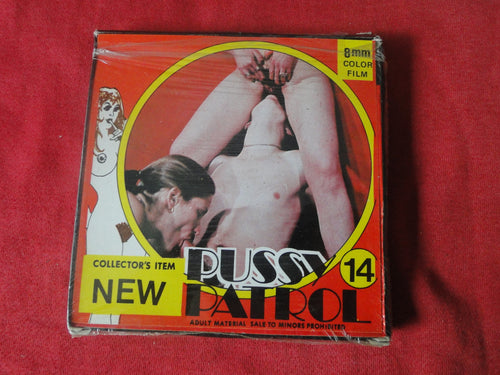 8mm
COLOR
FILM
COLLECTOR'S ITEM
NEW
PUSSY
14
PATROL
ADULT MATERIAL SALE TO MINORS PROHIBITED